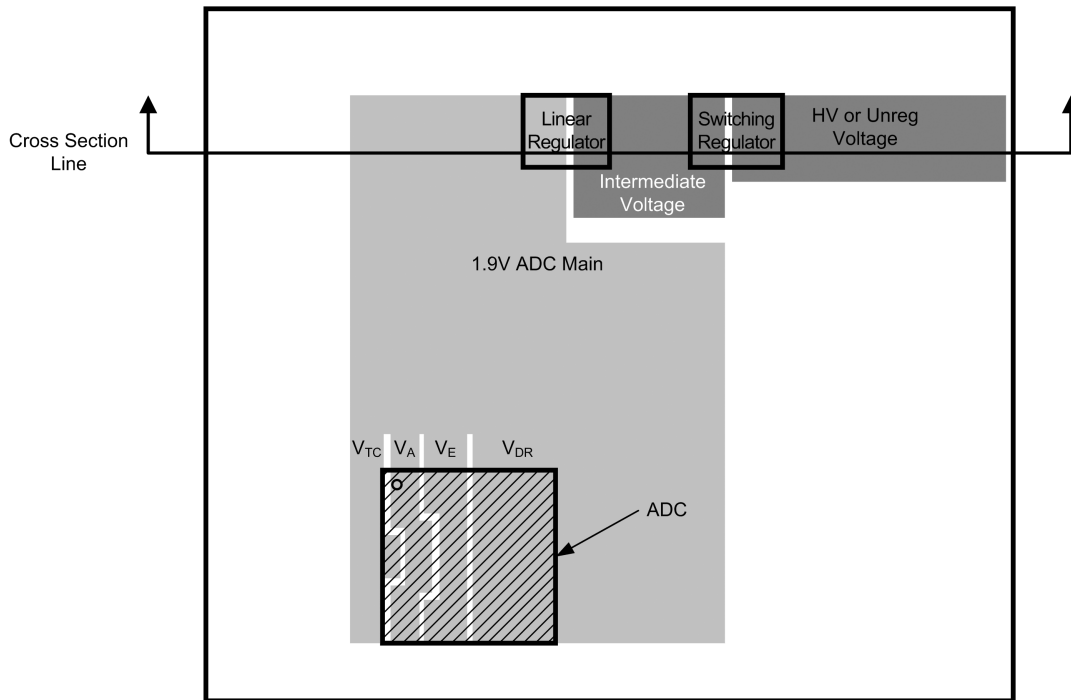 Cross Section
Line
Linear
Regulator
Switching
Regulator
HV or Unreg
Voltage
Intermediate
Voltage
1.9V ADC Main
VTC VA VE VDR
ADC